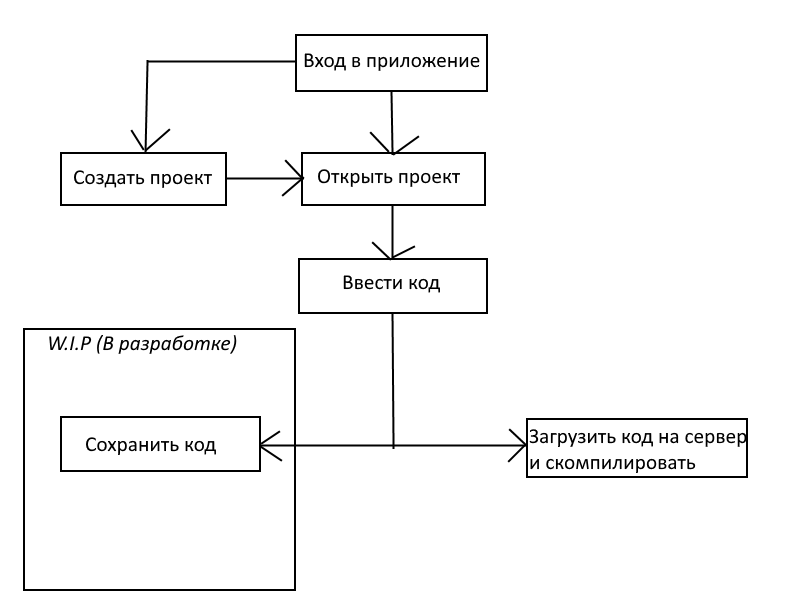 Вход в приложение
Создать проект
Открыть проект
Ввести код
W.I.P (В разработке)
Сохранить код
Загрузить код на сервер
и скомпилировать